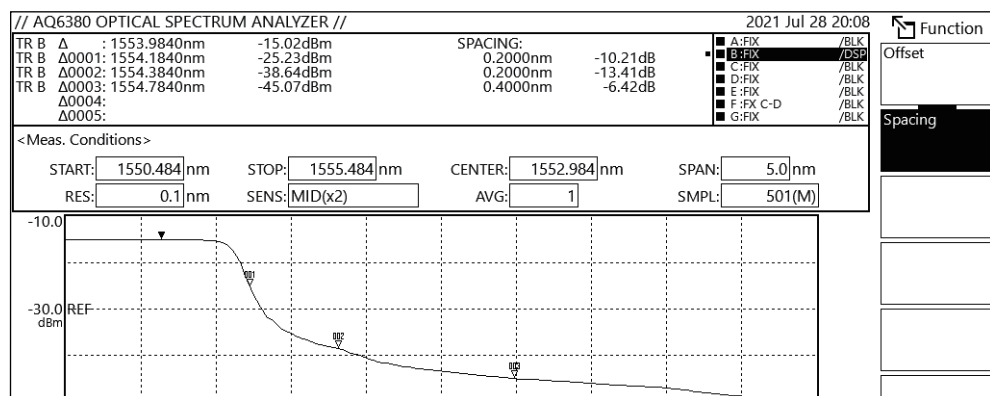 // AQ6380 OPTICAL SPECTRUM ANALYZER // 2021 Jul 28 20:08
TR B Δ : 1553.9840nm -15.02dBm SPACING:
TR B Δ0001: 1554.1840nm -25.23dBm 0.2000nm -10.21dB
TR B Δ0002: 1554.3840nm -38.64dBm 0.2000nm -13.41dB
TR B Δ0003: 1554.7840nm -45.07dBm 0.4000nm -6.42dB
Δ0004:
Δ0005:
A:FIX /BLK
B:FIX /DSP
C:FIX /BLK
D:FIX /BLK
E:FIX /BLK
F:FIX C-D /BLK
G:FIX /BLK
Function
Offset
Spacing
<Meas. Conditions>
START: 1550.484 nm STOP: 1555.484 nm CENTER: 1552.984 nm SPAN: 5.0 nm
RES: 0.1 nm SENS: MID(x2) AVG: 1 SMPL: 501(M)
-10.0
001
-30.0 REF
dBm
002
003